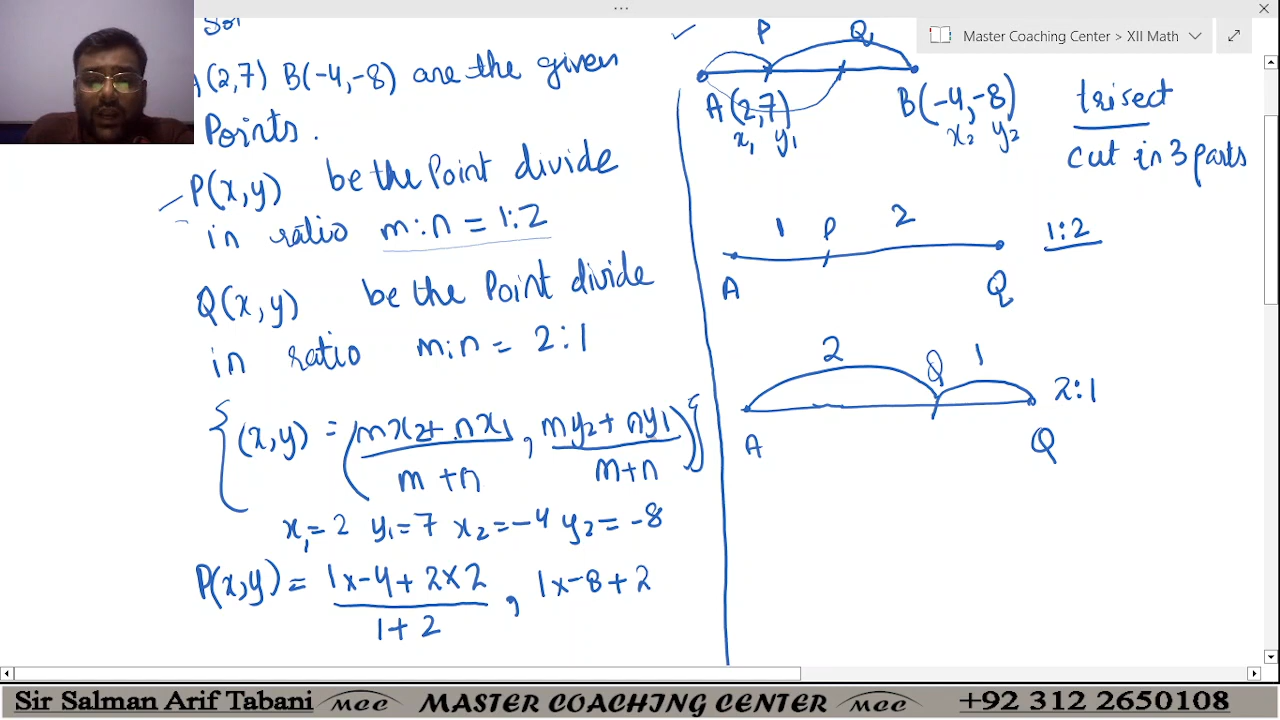 Sol
A(2,7) B(-4,-8) are the given
Points.
P(x,y) be the Point divide
in ratio m:n = 1:2
Q(x,y) be the Point divide
in ratio m:n = 2:1
{(x,y) = (mx2+nx1/m+n, my2+ny1/m+n)}
x1=2 y1=7 x2=-4 y2=-8
P(x,y) = 1x-4+2x2/1+2, 1x-8+2
P Q
A(2,7) B(-4,-8)
x1 y1 x2 y2
trisect
cut in 3 parts
1 P 2 1:2
A Q
2 Q 1 2:1
A Q
Master Coaching Center > XII Math
Sir Salman Arif Tabani mcc MASTER COACHING CENTER mcc +92 312 2650108